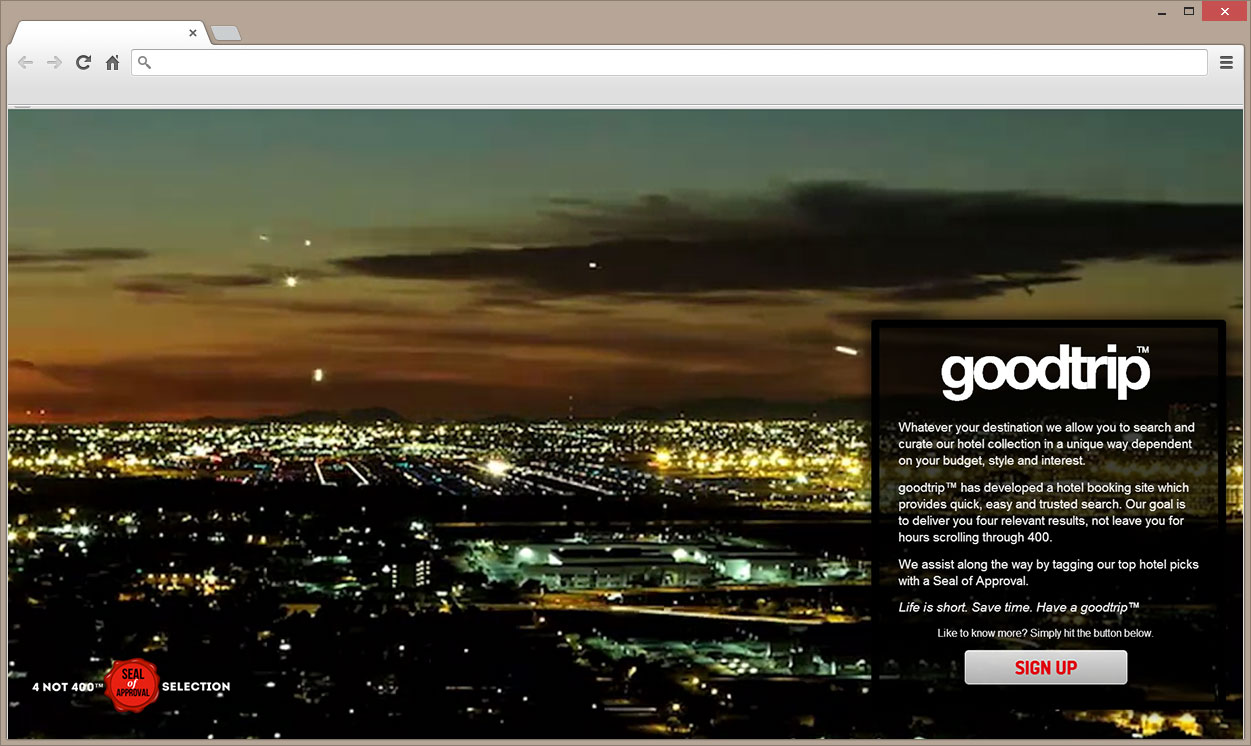 goodtrip™
Whatever your destination we allow you to search and
curate our hotel collection in a unique way dependent
on your budget, style and interest.
goodtrip™ has developed a hotel booking site which
provides quick, easy and trusted search. Our goal is
to deliver you four relevant results, not leave you for
hours scrolling through 400.
We assist along the way by tagging our top hotel picks
with a Seal of Approval.
Life is short. Save time. Have a goodtrip™
Like to know more? Simply hit the button below.
SIGN UP
4 NOT 400™
SEAL
of
APPROVAL
SELECTION